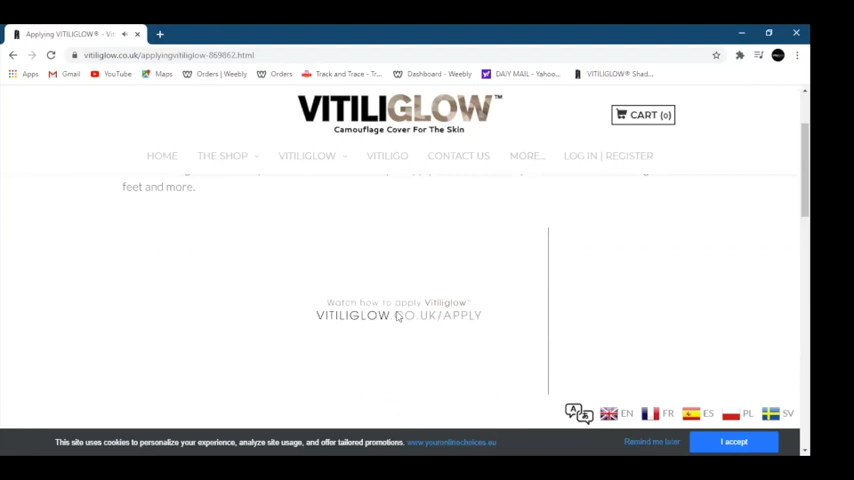 Applying VITILIGLOW® - Vit
vitiliglow.co.uk/applyingvitiliglow-869862.html
Apps
Gmail
YouTube
Maps
Orders | Weebly
Orders
Track and Trace - Tr...
Dashboard - Weebly
DAIY MAIL - Yahoo...
VITILIGLOW® Shad...
VITILIGLOW™
Camouflage Cover For The Skin
CART (0)
HOME
THE SHOP
VITILIGLOW
VITILIGO
CONTACT US
MORE...
LOG IN | REGISTER
feet and more.
Watch how to apply Vitiliglow™
VITILIGLOW.CO.UK/APPLY
EN
FR
ES
PL
SV
This site uses cookies to personalize your experience, analyze site usage, and offer tailored promotions. www.youronlinechoices.eu
Remind me later
I accept